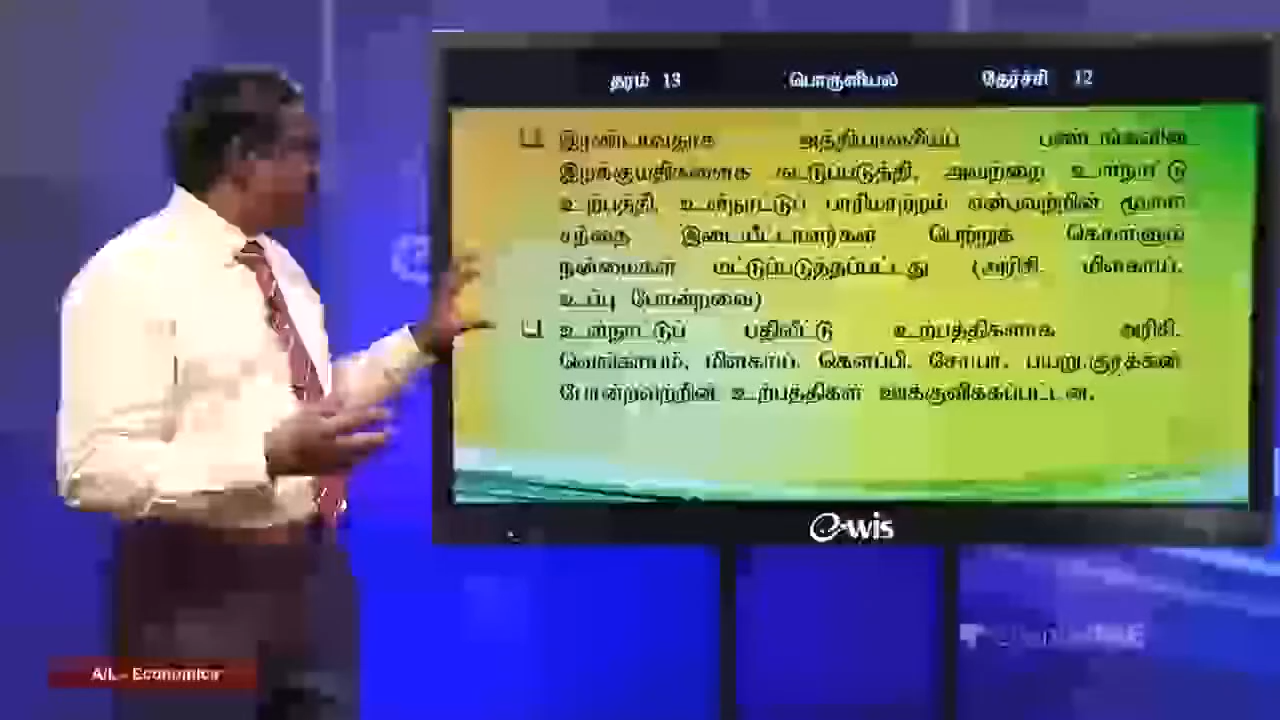 தரம் 13 பொருளியல் தேர்ச்சி 12
இரண்டாவதாக அத்தியாவசியப் பண்டங்களின்
இறக்குமதிகளைக் கட்டுப்படுத்தி, அவற்றை உள்நாட்டு
உற்பத்தி, உள்நாட்டுப் பரிமாற்றம் என்பவற்றின் மூலம்
சந்தை இடையீட்டாளர்கள் பெற்றுக் கொள்ளும்
நன்மைகள் மட்டுப்படுத்தப்பட்டது (அரிசி, மிளகாய்,
உப்பு போன்றவை)
உள்நாட்டுப் பதிலீட்டு உற்பத்திகளாக அரிசி,
வெங்காயம், மிளகாய், கௌப்பி, சோயா, பயறு,குரக்கன்
போன்றவற்றின் உற்பத்திகள் ஊக்குவிக்கப்பட்டன.
e-wis
A/L - Economics